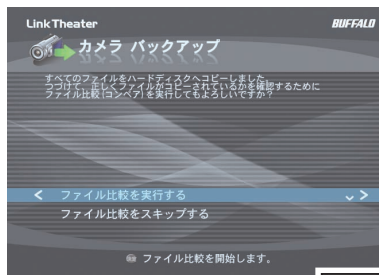 LinkTheater
BUFFALO
カメラ バックアップ
すべてのファイルをハードディスクへコピーしました。
つづけて、正しくファイルがコピーされているかを確認するために
ファイル比較(コンペア)を実行してもよろしいですか?
ファイル比較を実行する
ファイル比較をスキップする
ファイル比較を開始します。